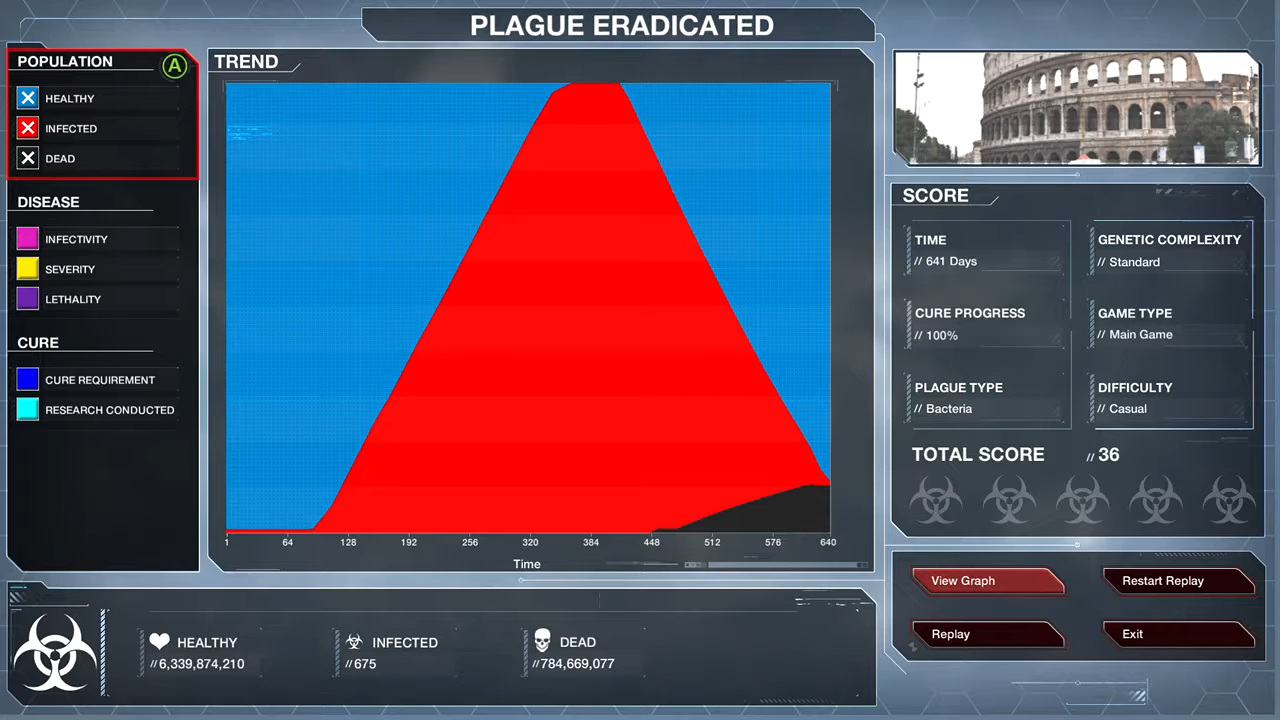 PLAGUE ERADICATED
POPULATION
A
HEALTHY
INFECTED
DEAD
DISEASE
INFECTIVITY
SEVERITY
LETHALITY
CURE
CURE REQUIREMENT
RESEARCH CONDUCTED
TREND
1 64 128 192 256 320 384 448 512 576 640
Time
SCORE
TIME
// 641 Days
GENETIC COMPLEXITY
// Standard
CURE PROGRESS
// 100%
GAME TYPE
// Main Game
PLAGUE TYPE
// Bacteria
DIFFICULTY
// Casual
TOTAL SCORE // 36
View Graph
Restart Replay
Replay
Exit
HEALTHY
//6,339,874,210
INFECTED
//675
DEAD
//784,669,077